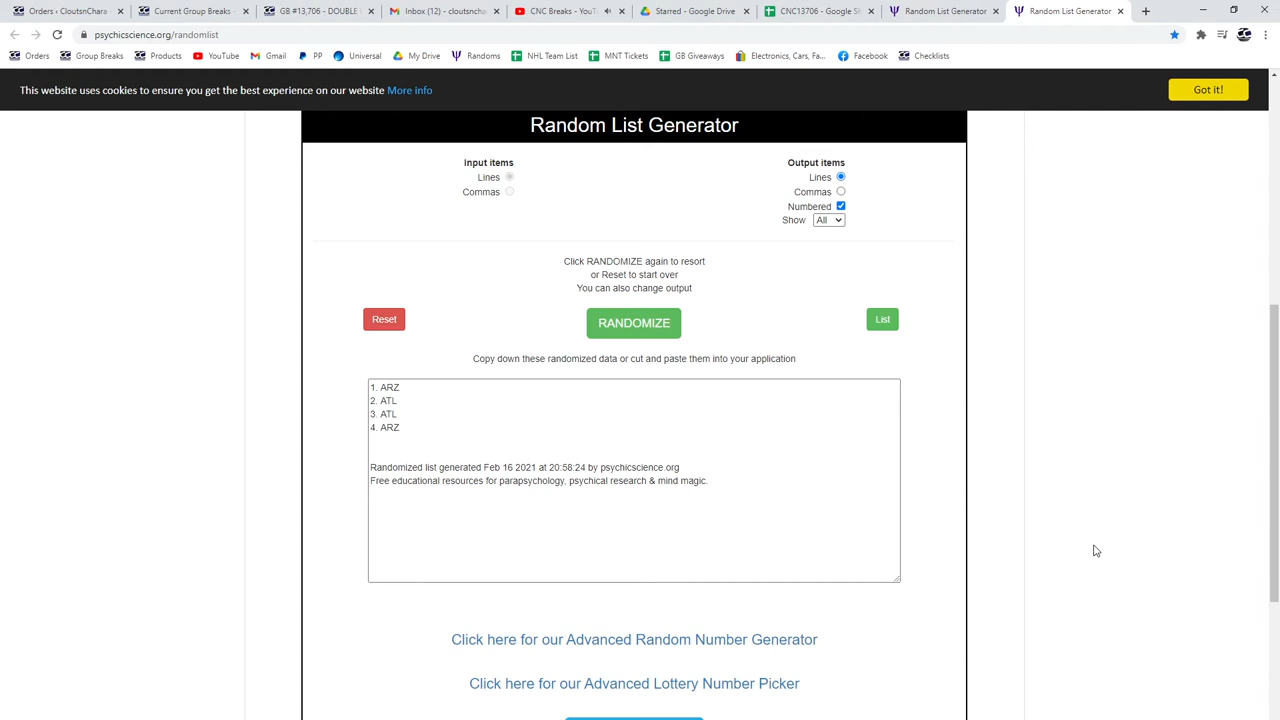 Orders ‹ CloutsnChara
Current Group Breaks –
GB #13,706 - DOUBLE
Inbox (12) - cloutsnchar
CNC Breaks - YouT
Starred - Google Drive
CNC13706 - Google Sh
Random List Generator
Random List Generator
psychicscience.org/randomlist
Orders
Group Breaks
Products
YouTube
Gmail
PP
Universal
My Drive
Randoms
NHL Team List
MNT Tickets
GB Giveaways
Electronics, Cars, Fa...
Facebook
Checklists
This website uses cookies to ensure you get the best experience on our website More info
Got it!
Random List Generator
Input items
Lines
Commas
Output items
Lines
Commas
Numbered
Show All
Click RANDOMIZE again to resort
or Reset to start over
You can also change output
Reset
RANDOMIZE
List
Copy down these randomized data or cut and paste them into your application
1. ARZ
2. ATL
3. ATL
4. ARZ
Randomized list generated Feb 16 2021 at 20:58:24 by psychicscience.org
Free educational resources for parapsychology, psychical research & mind magic.
Click here for our Advanced Random Number Generator
Click here for our Advanced Lottery Number Picker